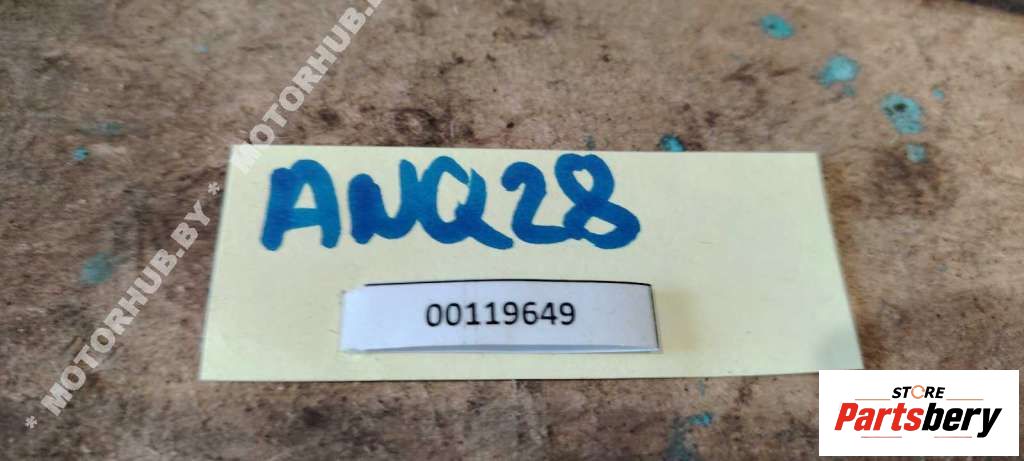 * MOTORHUB.BY * MOTORHUB.BY
ANQ28
00119649
STORE
Partsbery